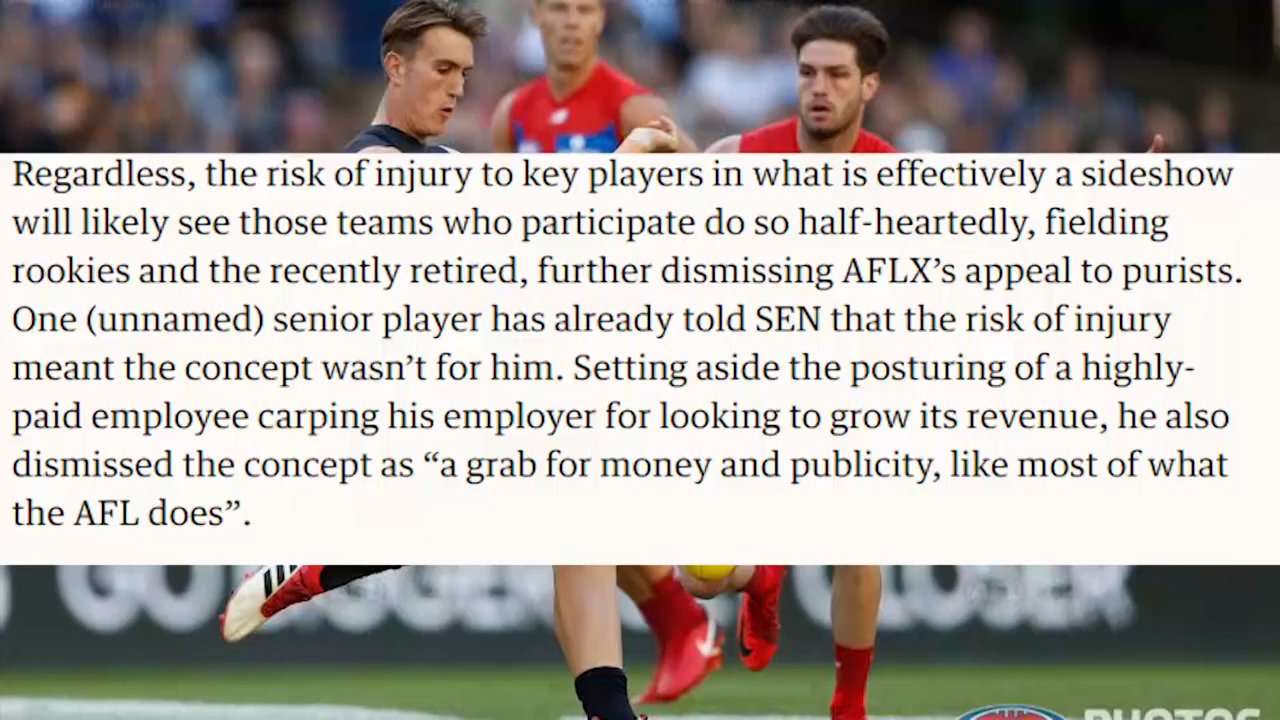 Regardless, the risk of injury to key players in what is effectively a sideshow
will likely see those teams who participate do so half-heartedly, fielding
rookies and the recently retired, further dismissing AFLX’s appeal to purists.
One (unnamed) senior player has already told SEN that the risk of injury
meant the concept wasn’t for him. Setting aside the posturing of a highly-
paid employee carping his employer for looking to grow its revenue, he also
dismissed the concept as “a grab for money and publicity, like most of what
the AFL does”.
CLOSER
PHOTOS